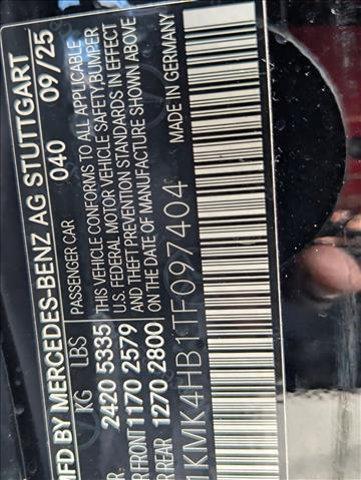 MFD BY MERCEDES-BENZ AG STUTTGART
040 09/25
KG LBS PASSENGER CAR
2420 5335 THIS VEHICLE CONFORMS TO ALL APPLICABLE
FRONT 1170 2579 U.S. FEDERAL MOTOR VEHICLE SAFETY,BUMPER
REAR 1270 2800 AND THEFT PREVENTION STANDARDS IN EFFECT
ON THE DATE OF MANUFACTURE SHOWN ABOVE
1KMK4HB1TF097404 MADE IN GERMANY